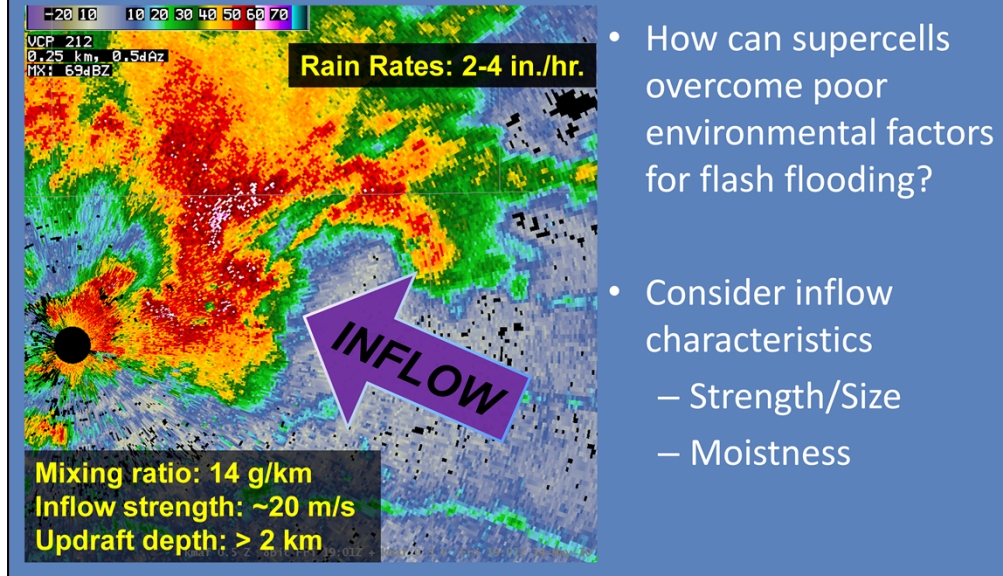 -20 10 10 20 30 40 50 60 70
VCP 212
0.25 km, 0.5dAz
MX: 69dBZ
Rain Rates: 2-4 in./hr.
INFLOW
Mixing ratio: 14 g/km
Inflow strength: ~20 m/s
Updraft depth: > 2 km
• How can supercells
overcome poor
environmental factors
for flash flooding?
• Consider inflow
characteristics
– Strength/Size
– Moistness